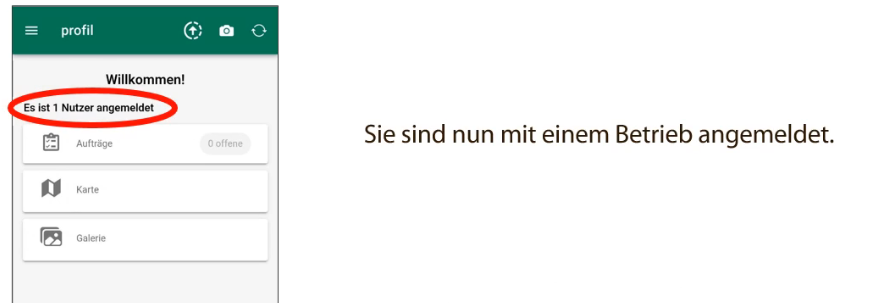 profil
Willkommen!
Es ist 1 Nutzer angemeldet
Aufträge 0 offene
Karte
Galerie
Sie sind nun mit einem Betrieb angemeldet.